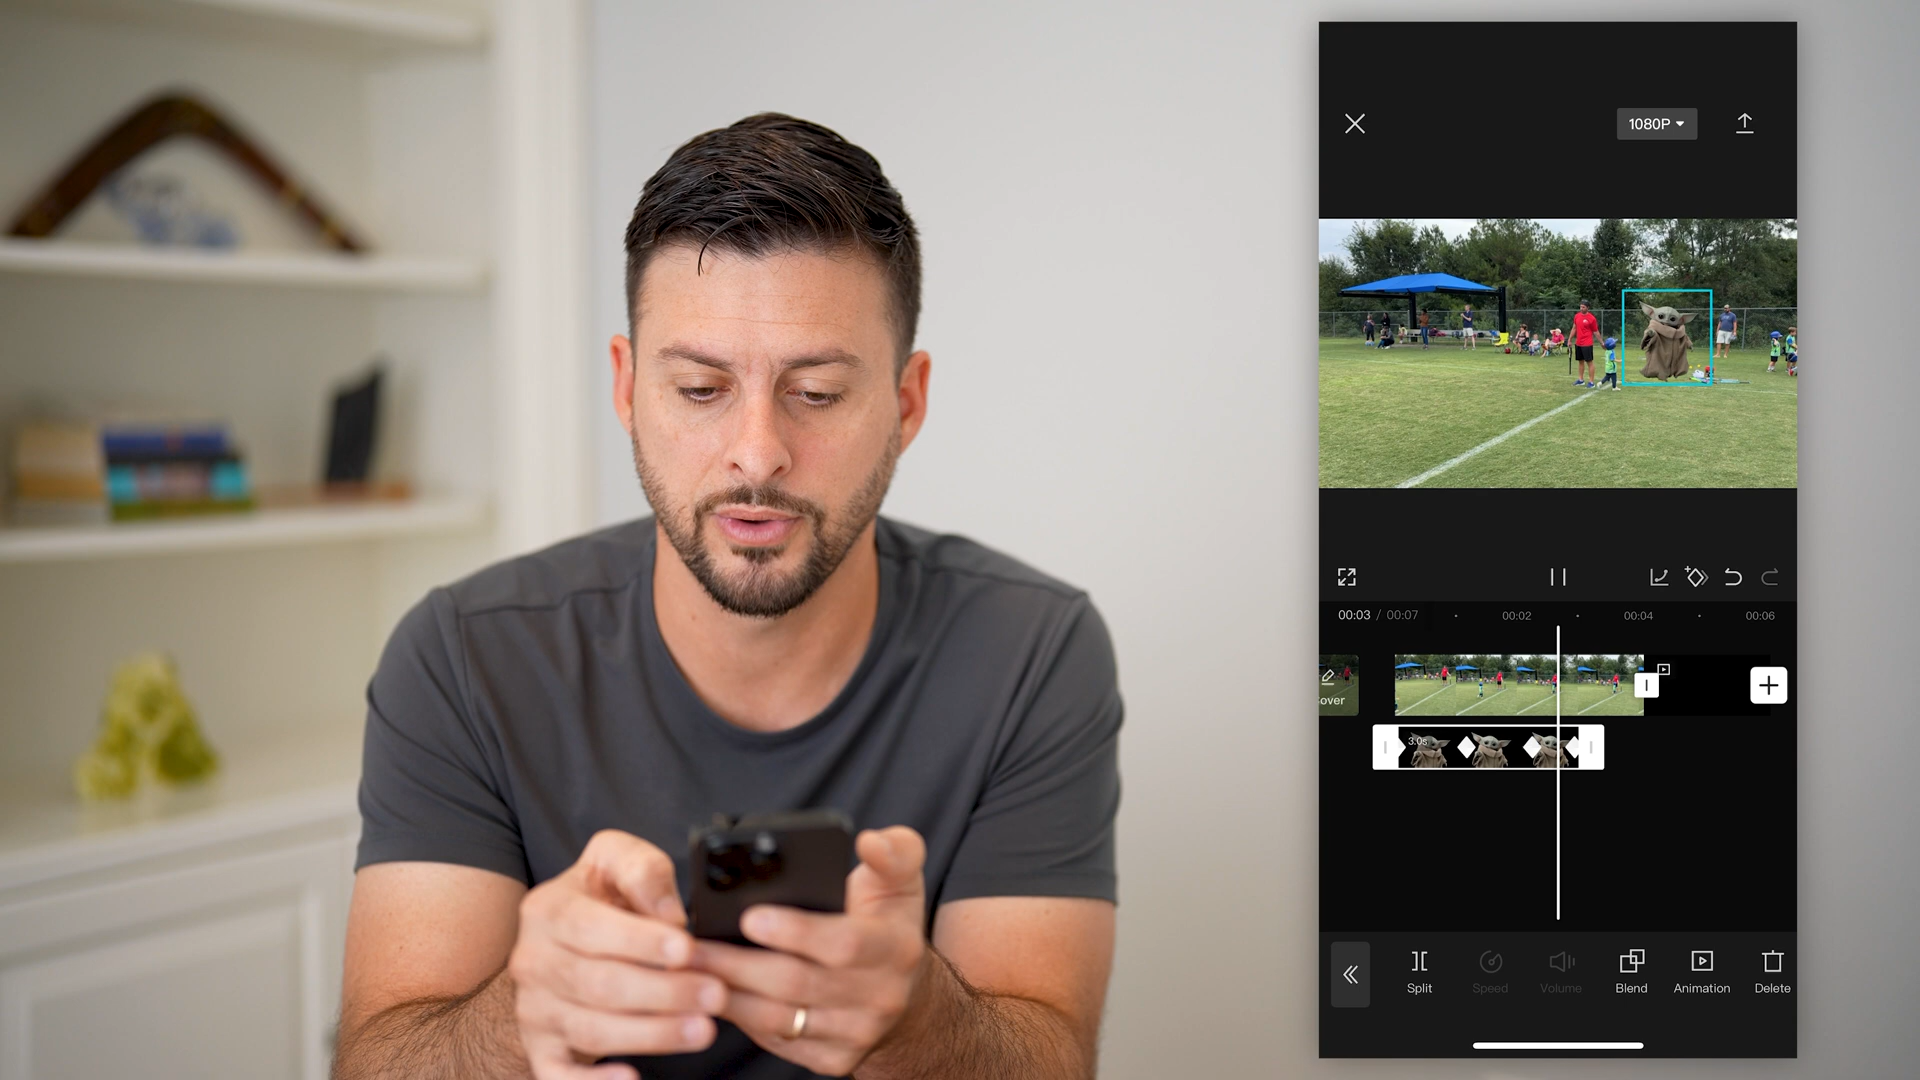 1080P
00:03 / 00:07
00:02
00:04
00:06
over
3.0s
Split
Speed
Volume
Blend
Animation
Delete